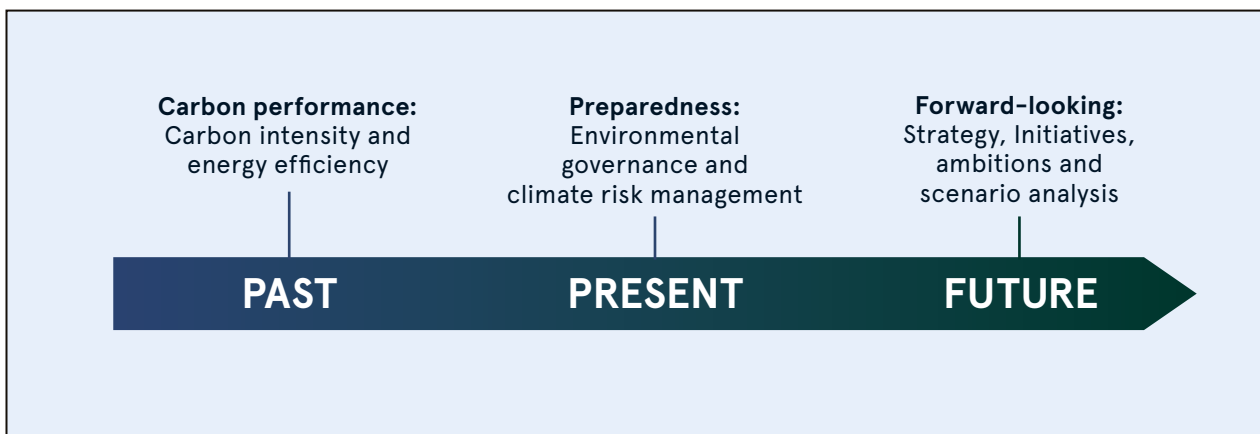 Carbon performance:
Carbon intensity and
energy efficiency
Preparedness:
Environmental
governance and
climate risk management
Forward-looking:
Strategy, Initiatives,
ambitions and
scenario analysis
PAST
PRESENT
FUTURE